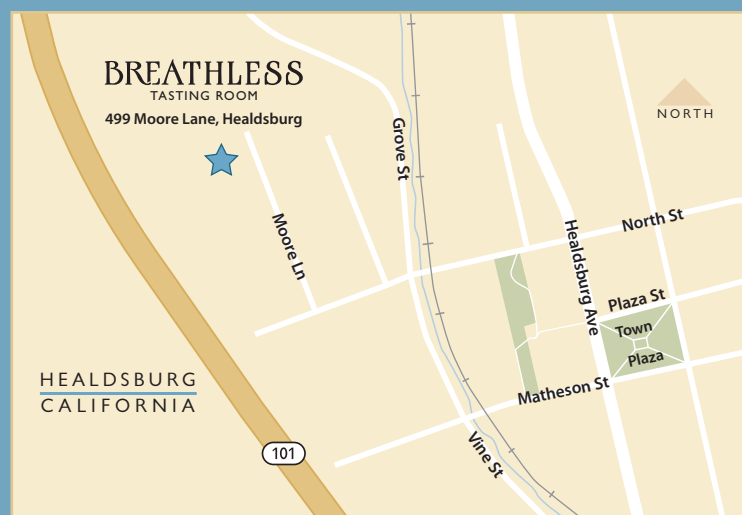 BREATHLESS
TASTING ROOM
499 Moore Lane, Healdsburg
NORTH
Grove St
Moore Ln
North St
Healdsburg Ave
Plaza St
Town
Plaza
Matheson St
HEALDSBURG
CALIFORNIA
Vine St
101